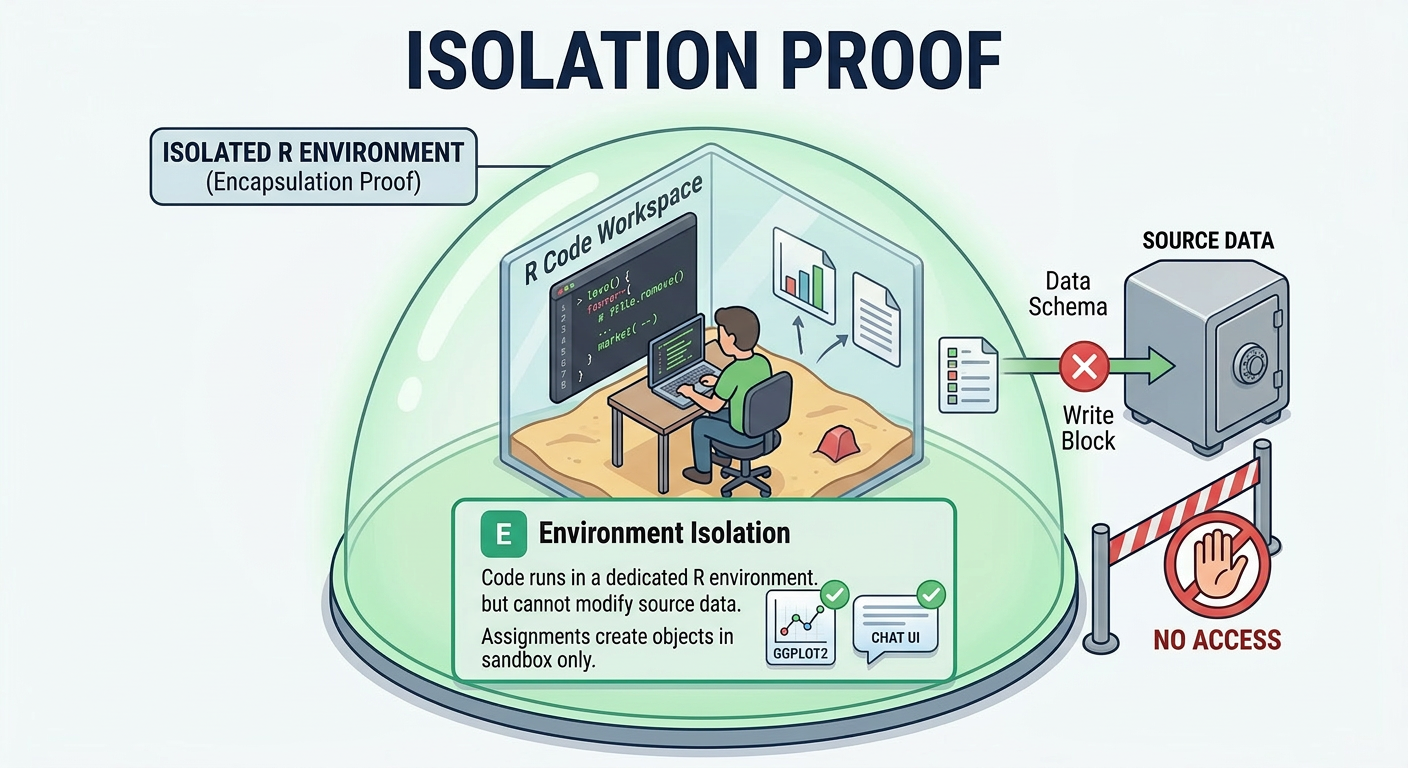 ISOLATION PROOF
ISOLATED R ENVIRONMENT
(Encapsulation Proof)
R Code Workspace
SOURCE DATA
Data
Schema
Write
Block
NO ACCESS
E
Environment Isolation
Code runs in a dedicated R environment.
but cannot modify source data.
Assignments create objects in
sandbox only.
GGPLOT2
CHAT UI